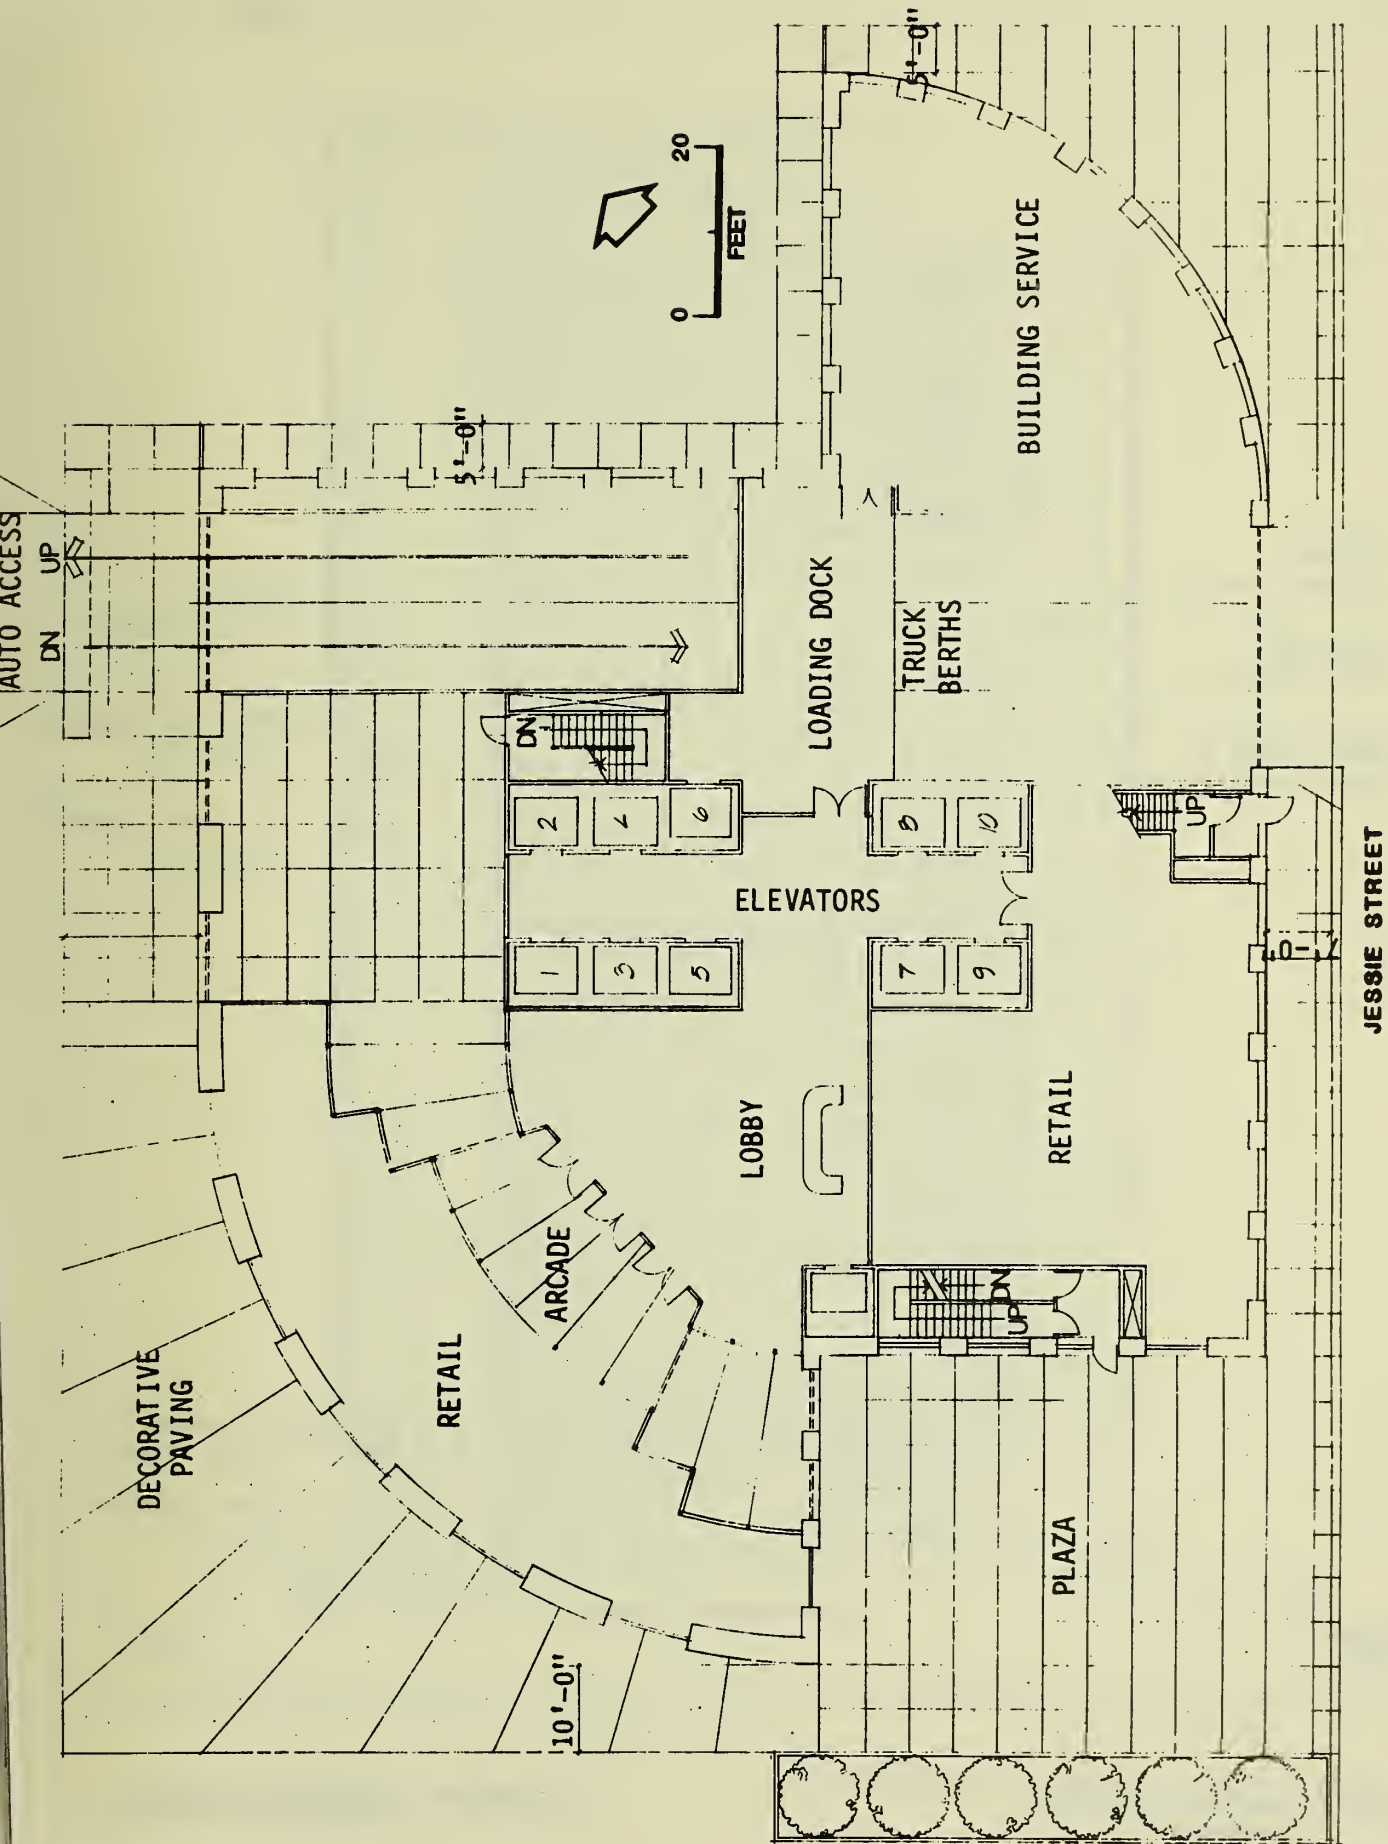 AUTO ACCESS
DN
UP
5'-0"
5'-0"
0
20
FEET
BUILDING SERVICE
LOADING DOCK
TRUCK
BERTHS
DN
2
4
6
8
10
ELEVATORS
1
3
5
7
9
UP
LOBBY
RETAIL
ARCADE
RETAIL
DECORATIVE
PAVING
DN
UP
PLAZA
10'-0"
JESSIE STREET